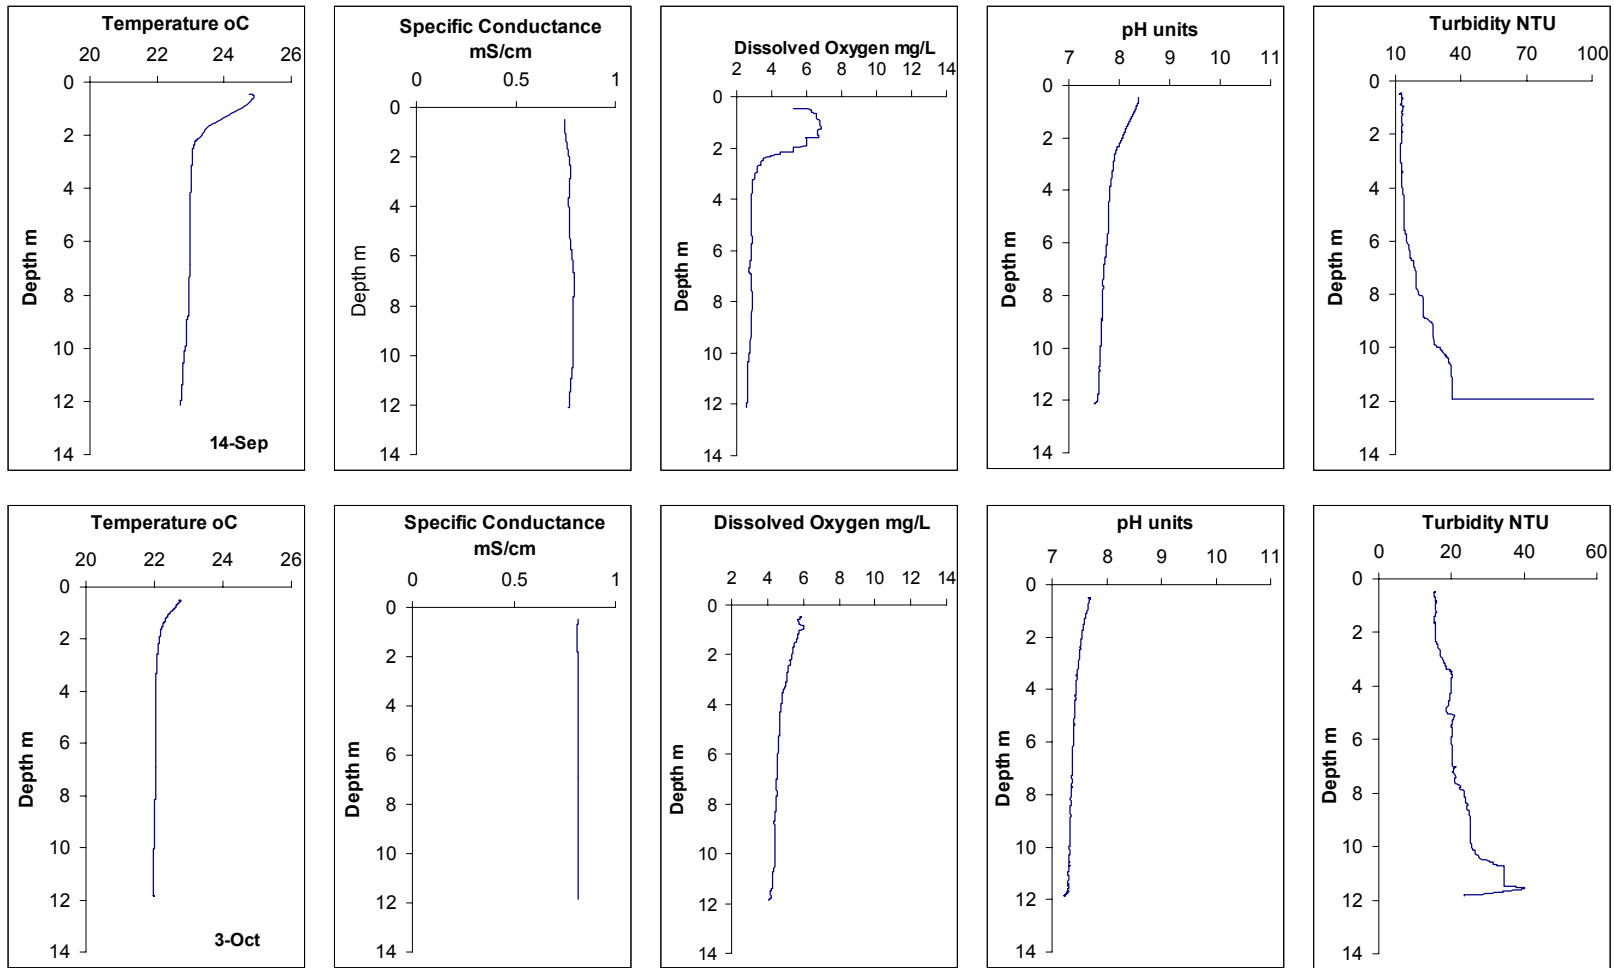 Temperature oC
20 22 24 26
0
2
4
6
8
10
12
14
Depth m
14-Sep
Specific Conductance
mS/cm
0 0.5 1
0
2
4
6
8
10
12
14
Depth m
Dissolved Oxygen mg/L
2 4 6 8 10 12 14
0
2
4
6
8
10
12
14
Depth m
pH units
7 8 9 10 11
0
2
4
6
8
10
12
14
Depth m
Turbidity NTU
10 40 70 100
0
2
4
6
8
10
12
14
Depth m
Temperature oC
20 22 24 26
0
2
4
6
8
10
12
14
Depth m
3-Oct
Specific Conductance
mS/cm
0 0.5 1
0
2
4
6
8
10
12
14
Depth m
Dissolved Oxygen mg/L
2 4 6 8 10 12 14
0
2
4
6
8
10
12
14
Depth m
pH units
7 8 9 10 11
0
2
4
6
8
10
12
14
Depth m
Turbidity NTU
0 20 40 60
0
2
4
6
8
10
12
14
Depth m